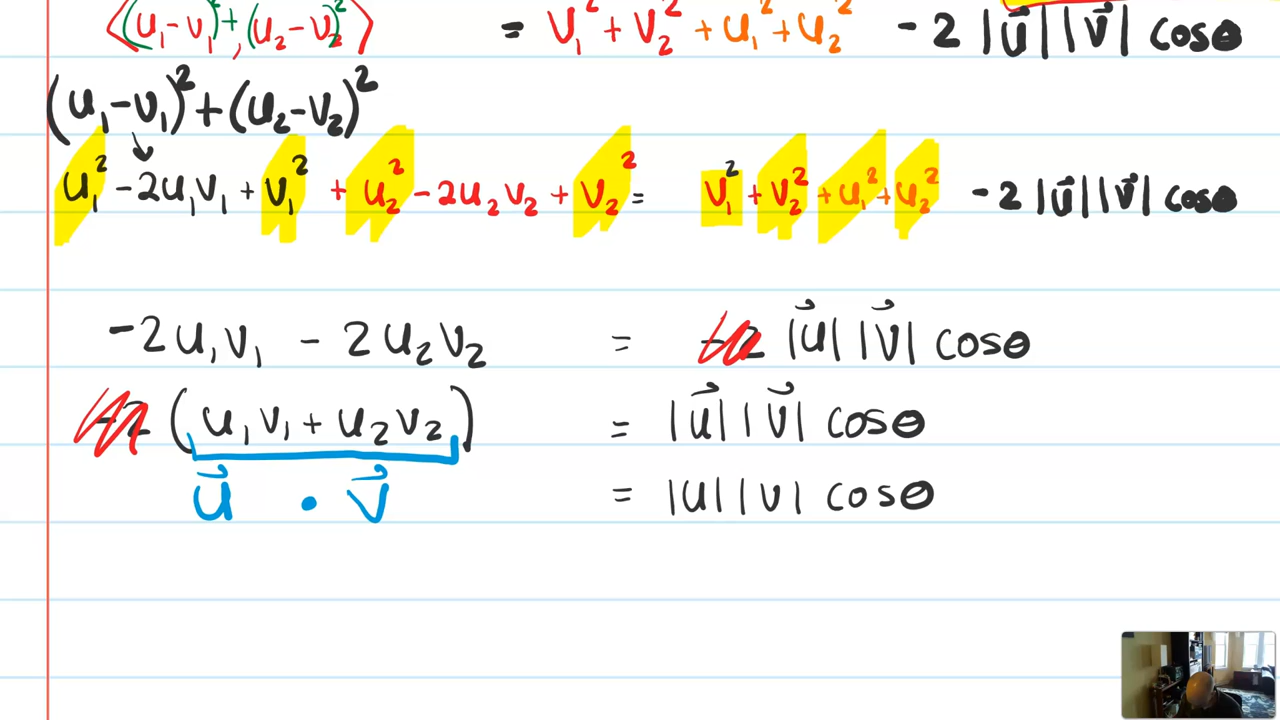 ⟨(u₁-v₁)²+,(u₂-v₂)²⟩ = v₁² + v₂² + u₁² + u₂² - 2 |u⃗| |v⃗| cosθ
(u₁-v₁)² + (u₂-v₂)²
u₁² - 2u₁v₁ + v₁² + u₂² - 2u₂v₂ + v₂² = v₁² + v₂² + u₁² + u₂² - 2 |u⃗| |v⃗| cosθ
-2u₁v₁ - 2u₂v₂ = -2 |u⃗| |v⃗| cosθ
-2 (u₁v₁ + u₂v₂) = |u⃗| |v⃗| cosθ
u⃗ • v⃗ = |u| |v| cosθ